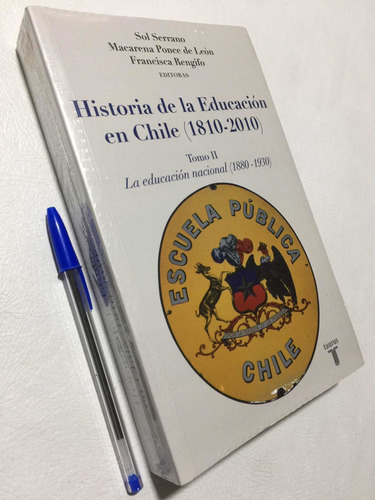 Sol Serrano
Macarena Ponce de León
Francisca Rengifo
EDITORAS
Historia de la Educación
en Chile (1810-2010)
Tomo II
La educación nacional (1880-1930)
ESCUELA PÚBLICA
CHILE
taurus
T